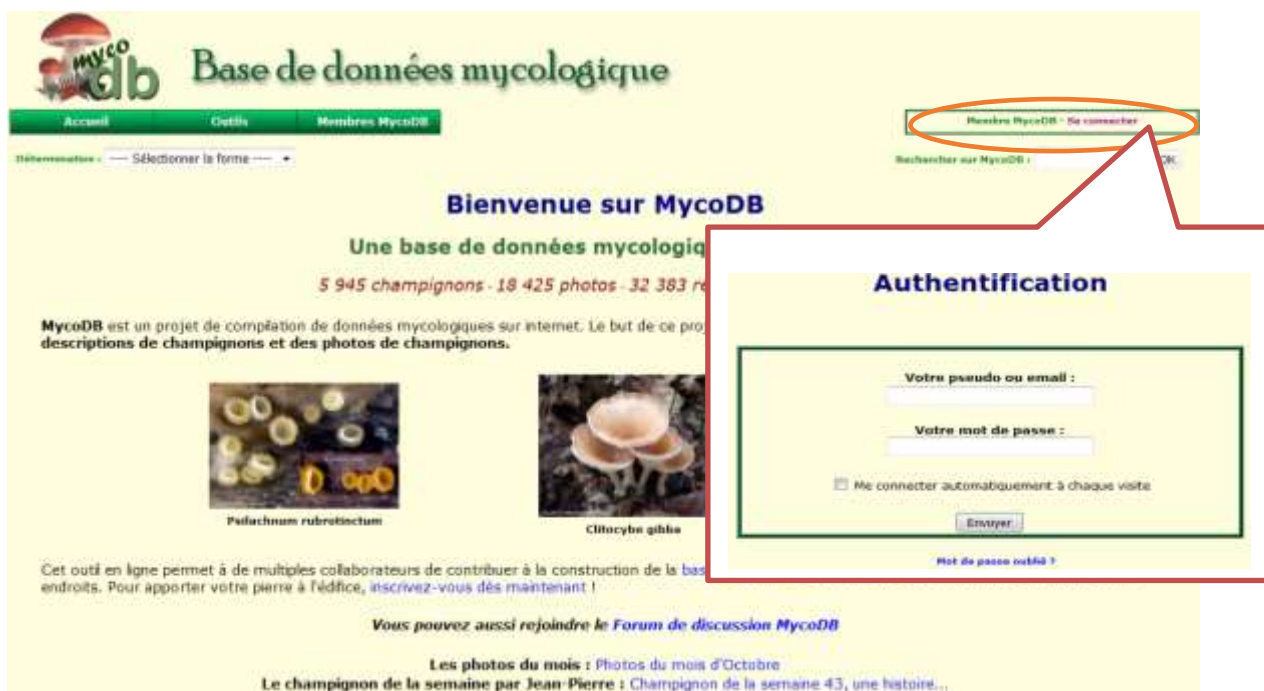 myco
db
Base de données mycologique
Accueil Outils Membres MycoDB
Membre MycoDB - Se connecter
Détermination : ---- Sélectionner la forme ----
Rechercher sur MycoDB : OK
Bienvenue sur MycoDB
Une base de données mycologiq
5 945 champignons - 18 425 photos - 32 383 re
MycoDB est un projet de compilation de données mycologiques sur internet. Le but de ce proj
descriptions de champignons et des photos de champignons.
Psilachnum rubrotinctum
Clitocybe gibba
Cet outil en ligne permet à de multiples collaborateurs de contribuer à la construction de la bas
endroits. Pour apporter votre pierre à l'édifice, inscrivez-vous dès maintenant !
Vous pouvez aussi rejoindre le Forum de discussion MycoDB
Les photos du mois : Photos du mois d'Octobre
Le champignon de la semaine par Jean-Pierre : Champignon de la semaine 43, une histoire...
Authentification
Votre pseudo ou email :
Votre mot de passe :
Me connecter automatiquement à chaque visite
Envoyer
Mot de passe oublié ?